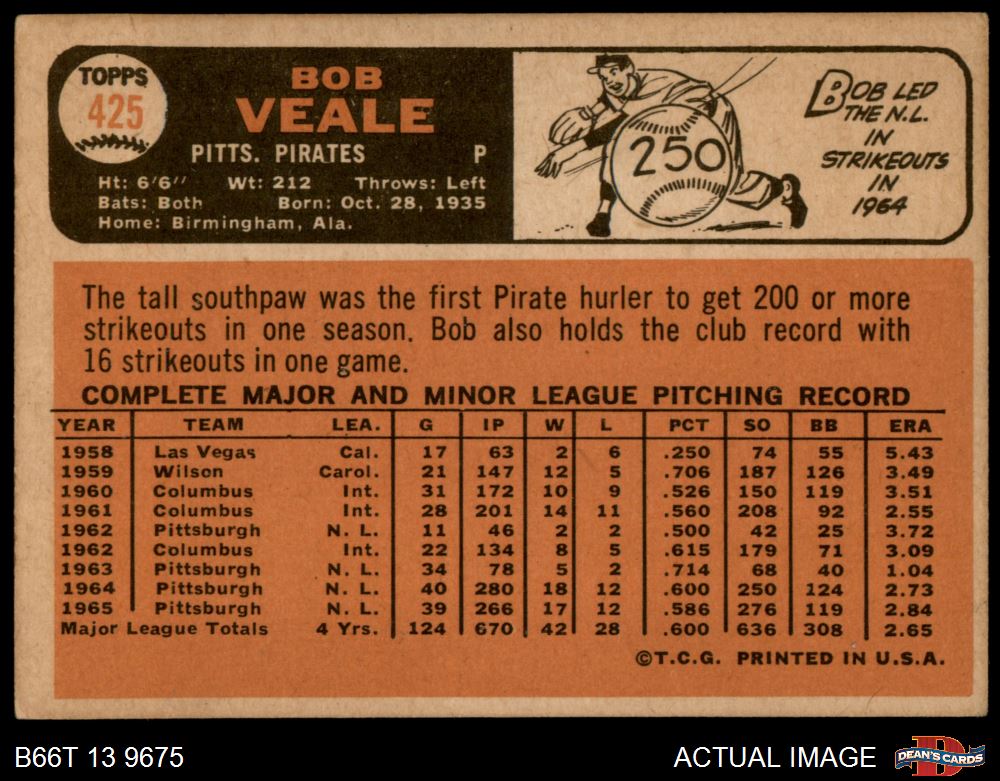 TOPPS
425
BOB
VEALE
PITTS. PIRATES P
Ht: 6'6" Wt: 212 Throws: Left
Bats: Both Born: Oct. 28, 1935
Home: Birmingham, Ala.
250
BOB LED
THE N.L.
IN
STRIKEOUTS
IN
1964
The tall southpaw was the first Pirate hurler to get 200 or more
strikeouts in one season. Bob also holds the club record with
16 strikeouts in one game.
COMPLETE MAJOR AND MINOR LEAGUE PITCHING RECORD
YEAR TEAM LEA. G IP W L PCT SO BB ERA
1958 Las Vegas Cal. 17 63 2 6 .250 74 55 5.43
1959 Wilson Carol. 21 147 12 5 .706 187 126 3.49
1960 Columbus Int. 31 172 10 9 .526 150 119 3.51
1961 Columbus Int. 28 201 14 11 .560 208 92 2.55
1962 Pittsburgh N. L. 11 46 2 2 .500 42 25 3.72
1962 Columbus Int. 22 134 8 5 .615 179 71 3.09
1963 Pittsburgh N. L. 34 78 5 2 .714 68 40 1.04
1964 Pittsburgh N. L. 40 280 18 12 .600 250 124 2.73
1965 Pittsburgh N. L. 39 266 17 12 .586 276 119 2.84
Major League Totals 4 Yrs. 124 670 42 28 .600 636 308 2.65
©T.C.G. PRINTED IN U.S.A.
B66T 13 9675
ACTUAL IMAGE
DEAN'S CARDS